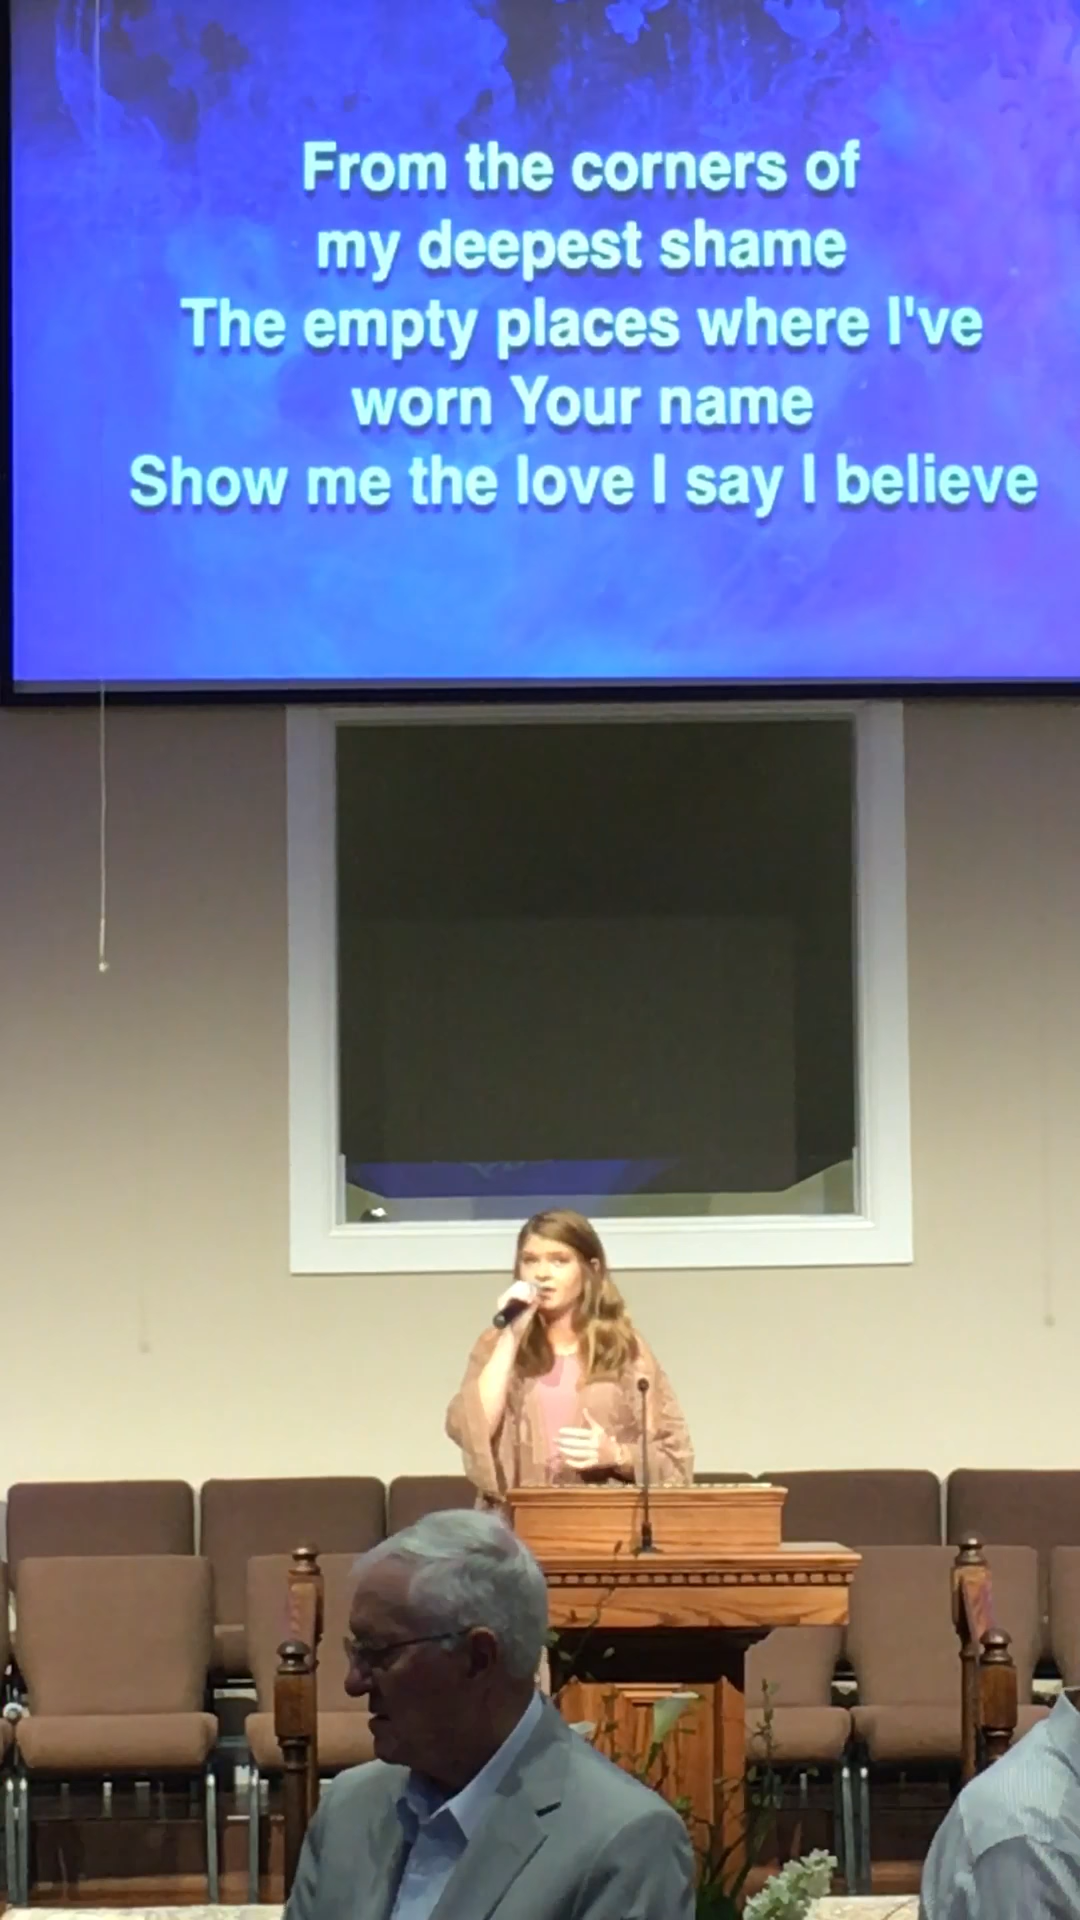 From the corners of
my deepest shame
The empty places where I've
worn Your name
Show me the love I say I believe